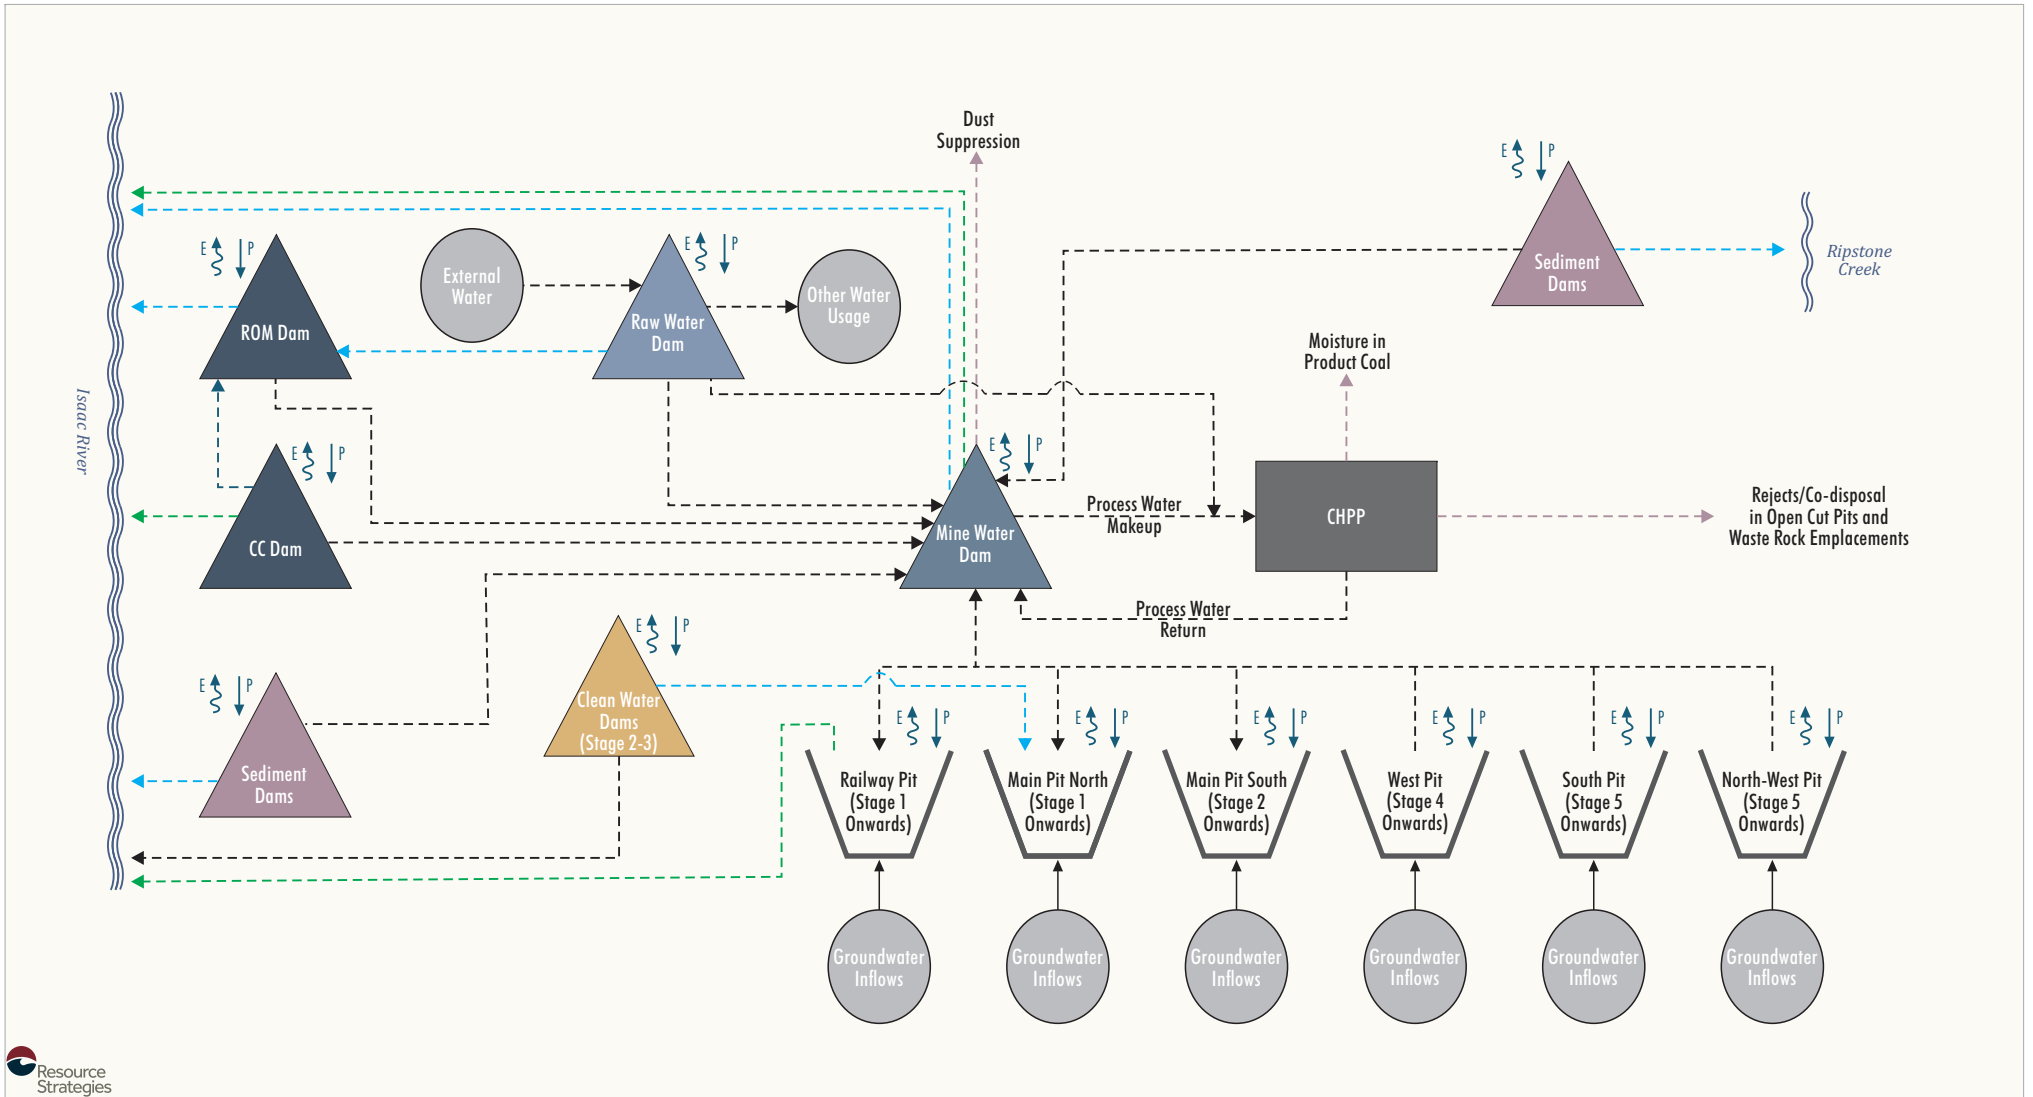 Dust
Suppression
E
P
E
P
E
P
External
Water
Raw Water
Dam
Other Water
Usage
ROM Dam
Sediment
Dams
Ripstone
Creek
Moisture in
Product Coal
Isaac River
E
P
E
P
CC Dam
Mine Water
Dam
Process Water
Makeup
CHPP
Rejects/Co-disposal
in Open Cut Pits and
Waste Rock Emplacements
Process Water
Return
E
P
E
P
Clean Water
Dams
(Stage 2-3)
Sediment
Dams
E
P
E
P
E
P
E
P
E
P
E
P
Railway Pit
(Stage 1
Onwards)
Main Pit North
(Stage 1
Onwards)
Main Pit South
(Stage 2
Onwards)
West Pit
(Stage 4
Onwards)
South Pit
(Stage 5
Onwards)
North-West Pit
(Stage 5
Onwards)
Groundwater
Inflows
Groundwater
Inflows
Groundwater
Inflows
Groundwater
Inflows
Groundwater
Inflows
Groundwater
Inflows
Resource
Strategies